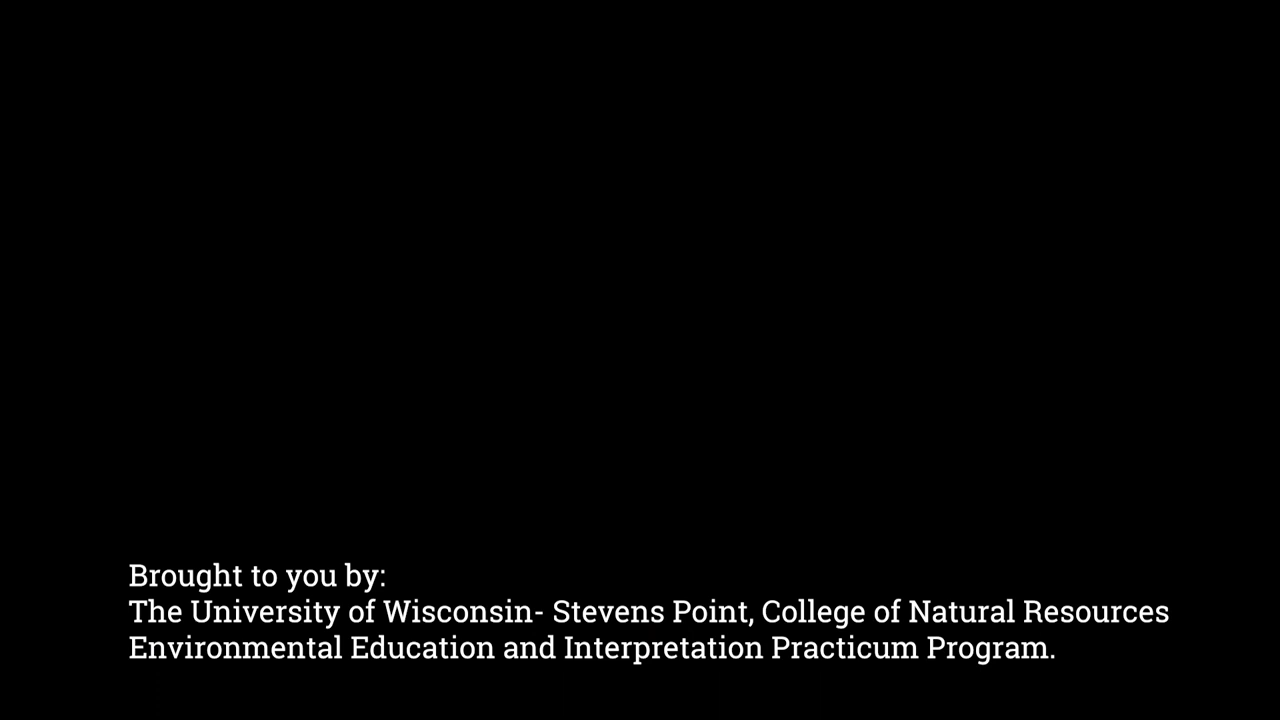 Brought to you by:
The University of Wisconsin- Stevens Point, College of Natural Resources
Environmental Education and Interpretation Practicum Program.